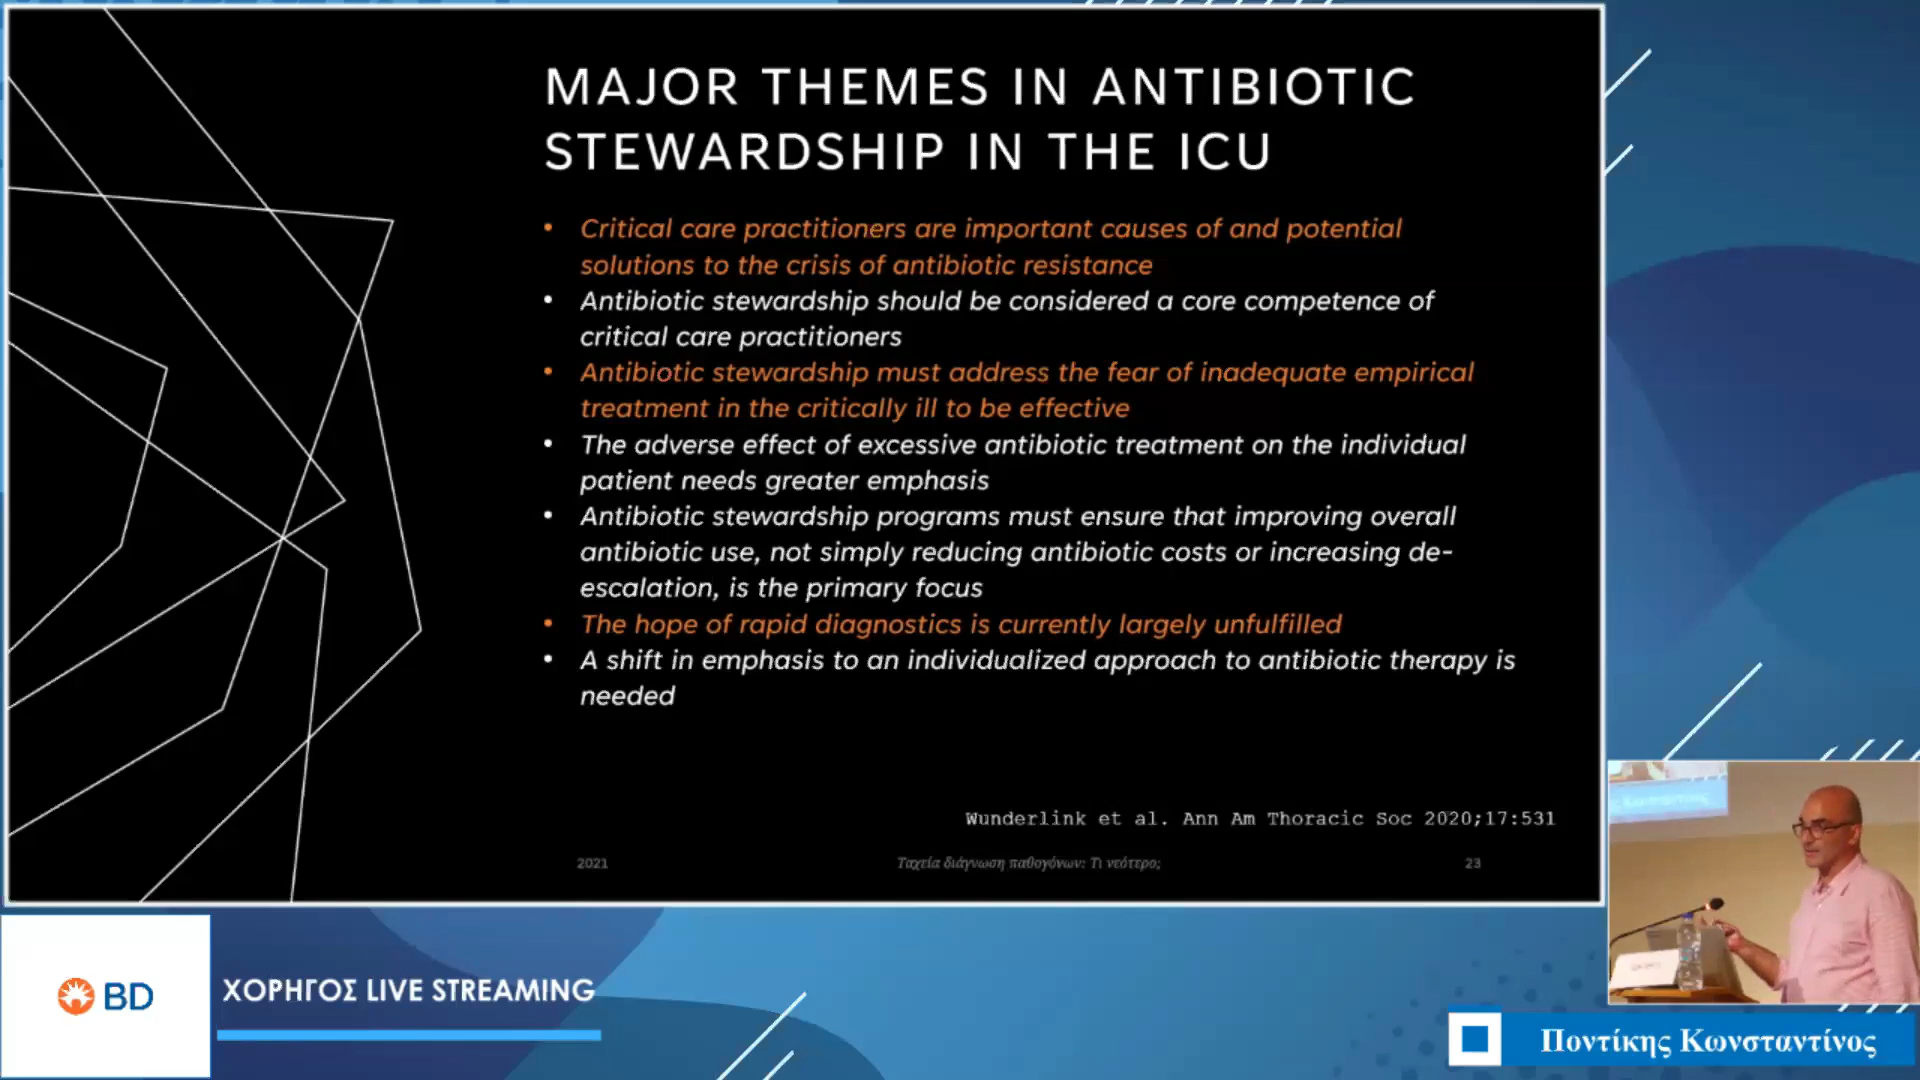 MAJOR THEMES IN ANTIBIOTIC
STEWARDSHIP IN THE ICU
• Critical care practitioners are important causes of and potential
solutions to the crisis of antibiotic resistance
• Antibiotic stewardship should be considered a core competence of
critical care practitioners
• Antibiotic stewardship must address the fear of inadequate empirical
treatment in the critically ill to be effective
• The adverse effect of excessive antibiotic treatment on the individual
patient needs greater emphasis
• Antibiotic stewardship programs must ensure that improving overall
antibiotic use, not simply reducing antibiotic costs or increasing de-
escalation, is the primary focus
• The hope of rapid diagnostics is currently largely unfulfilled
• A shift in emphasis to an individualized approach to antibiotic therapy is
needed
Wunderlink et al. Ann Am Thoracic Soc 2020;17:531
2021
Ταχεία διάγνωση παθογόνων: Τι νεότερο;
23
BD
ΧΟΡΗΓΟΣ LIVE STREAMING
Ποντίκης Κωνσταντίνος